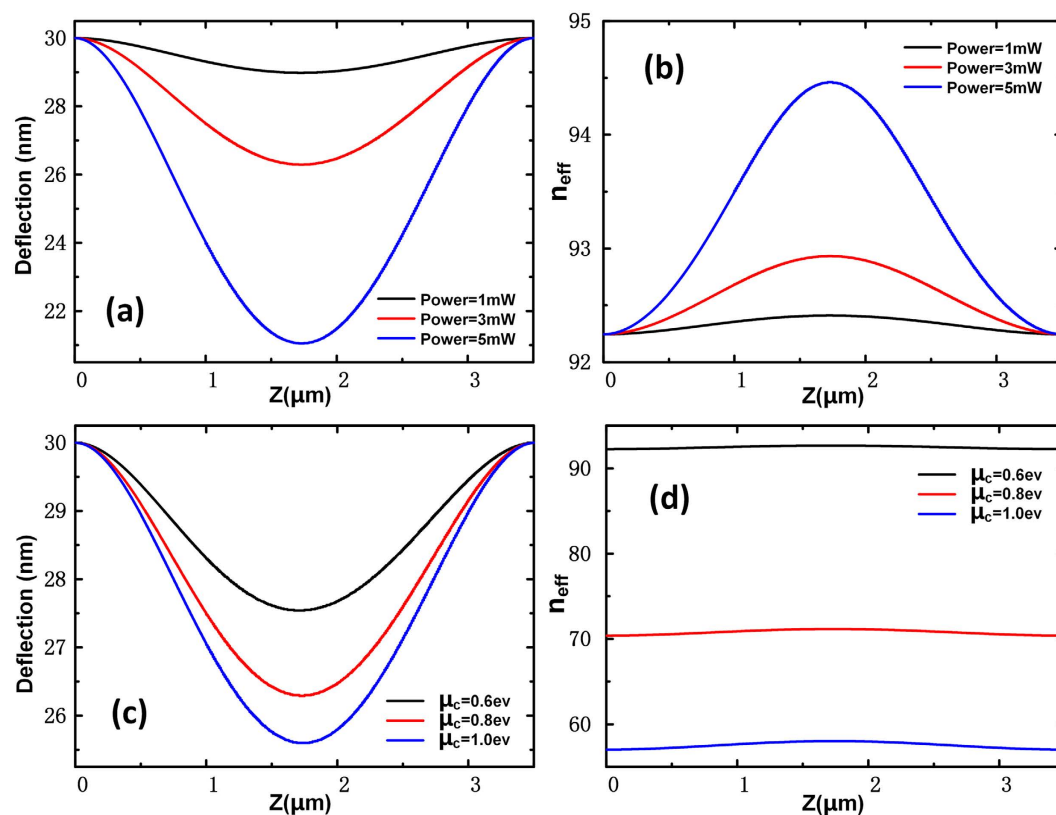 30
28
26
24
22
Deflection (nm)
(a)
Power=1mW
Power=3mW
Power=5mW
0
1
2
3
Z(μm)
95
94
93
92
n_eff
(b)
Power=1mW
Power=3mW
Power=5mW
0
1
2
3
Z(μm)
30
29
28
27
26
Deflection (nm)
(c)
μc=0.6ev
μc=0.8ev
μc=1.0ev
0
1
2
3
Z(μm)
90
80
70
60
n_eff
(d)
μc=0.6ev
μc=0.8ev
μc=1.0ev
0
1
2
3
Z(μm)